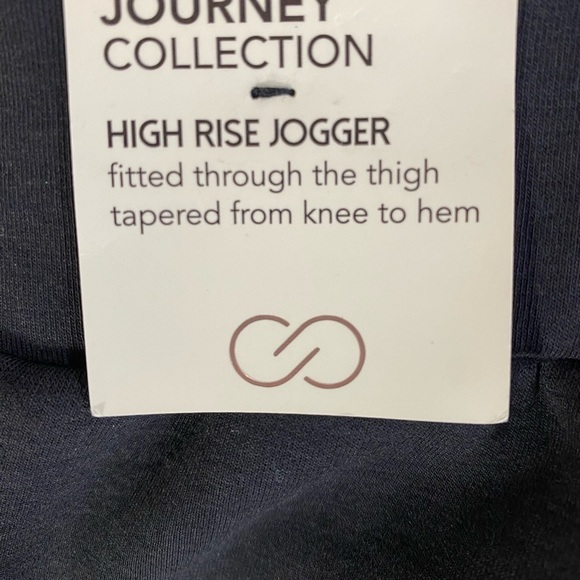 JOURNEY
COLLECTION
HIGH RISE JOGGER
fitted through the thigh
tapered from knee to hem